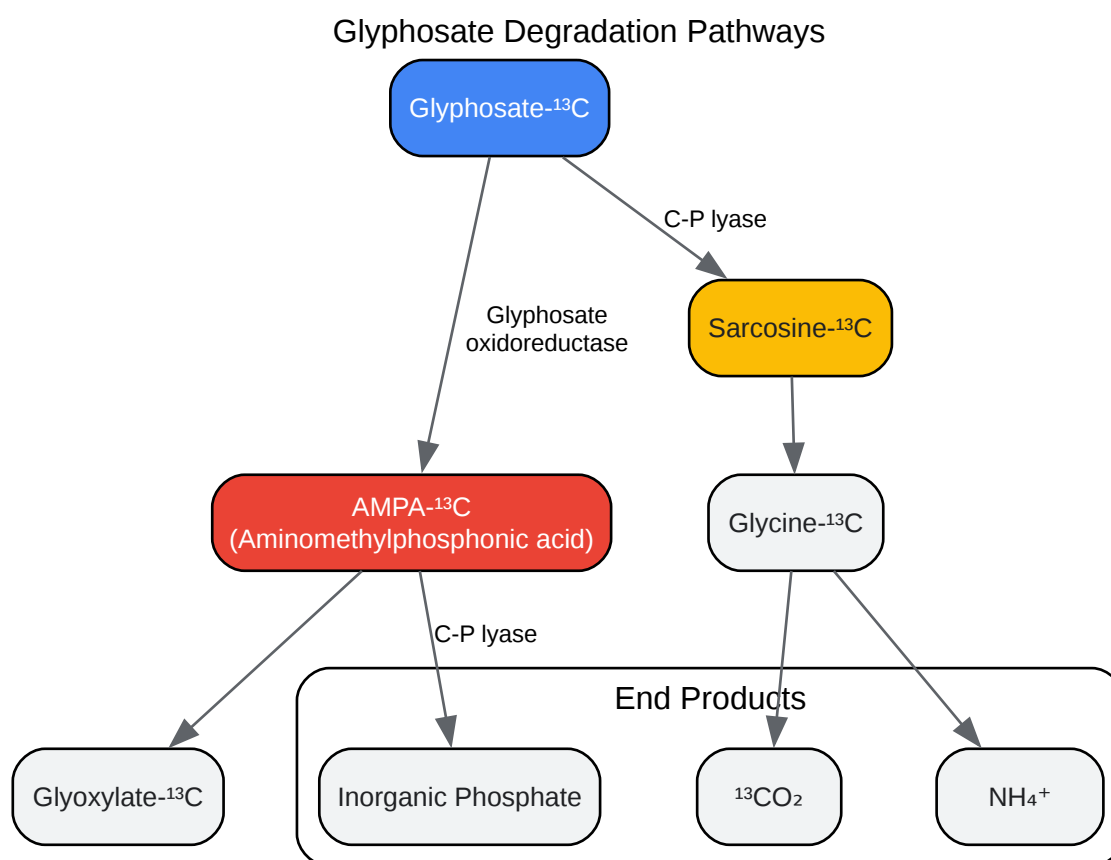 Glyphosate Degradation Pathways
Glyphosate-¹³C
C-P lyase
Sarcosine-¹³C
Glyphosate
oxidoreductase
AMPA-¹³C
(Aminomethylphosphonic acid)
Glycine-¹³C
C-P lyase
End Products
Glyoxylate-¹³C
Inorganic Phosphate
¹³CO₂
NH₄⁺